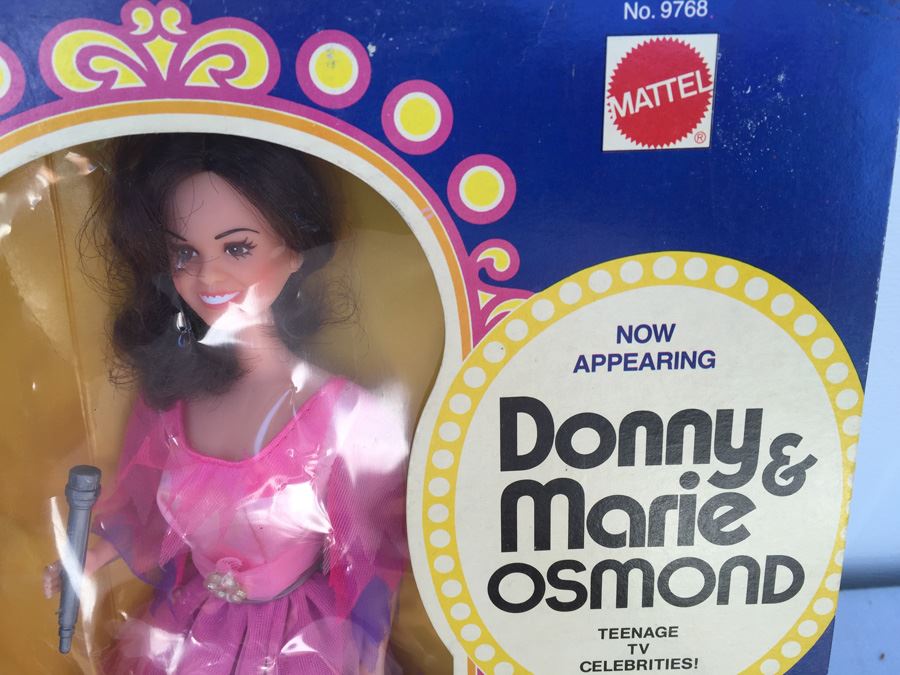 No. 9768
MATTEL
®
NOW
APPEARING
Donny &
Marie
OSMOND
TEENAGE
TV
CELEBRITIES!